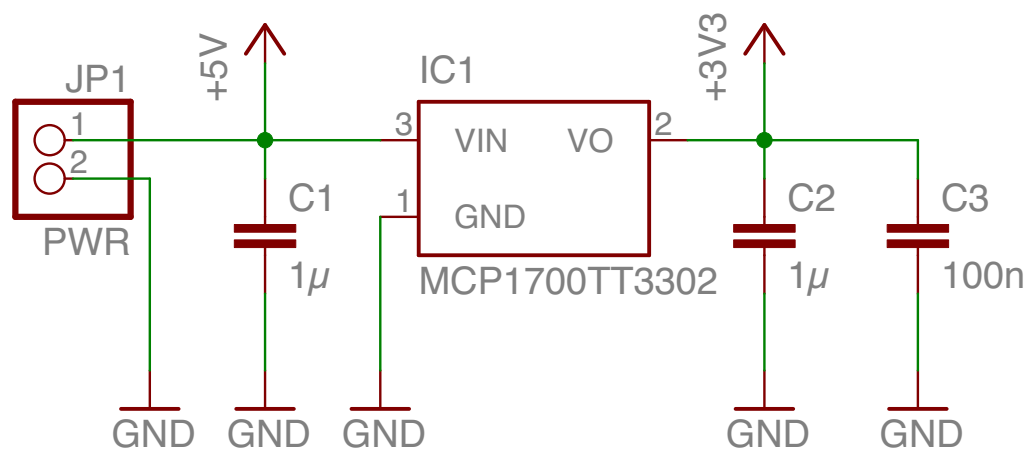 +5V
+3V3
JP1
IC1
1
3
VIN
VO
2
2
C1
1
GND
C2
C3
PWR
1µ
MCP1700TT3302
1µ
100n
GND
GND
GND
GND
GND